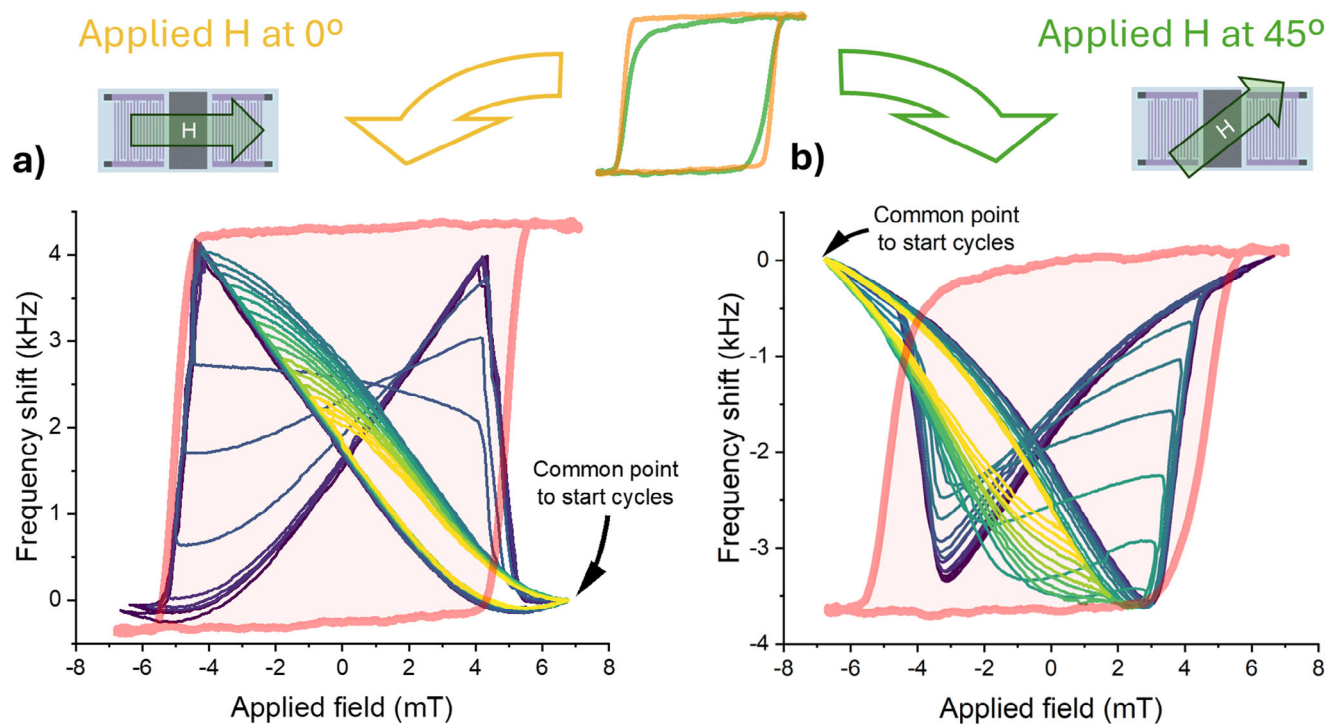 Applied H at 0º
Applied H at 45º
H
H
a)
b)
Common point
to start cycles
Common point
to start cycles
Frequency shift (kHz)
4
3
2
1
0
-8
-6
-4
-2
0
2
4
6
8
Applied field (mT)
Frequency shift (kHz)
0
-1
-2
-3
-4
-8
-6
-4
-2
0
2
4
6
8
Applied field (mT)